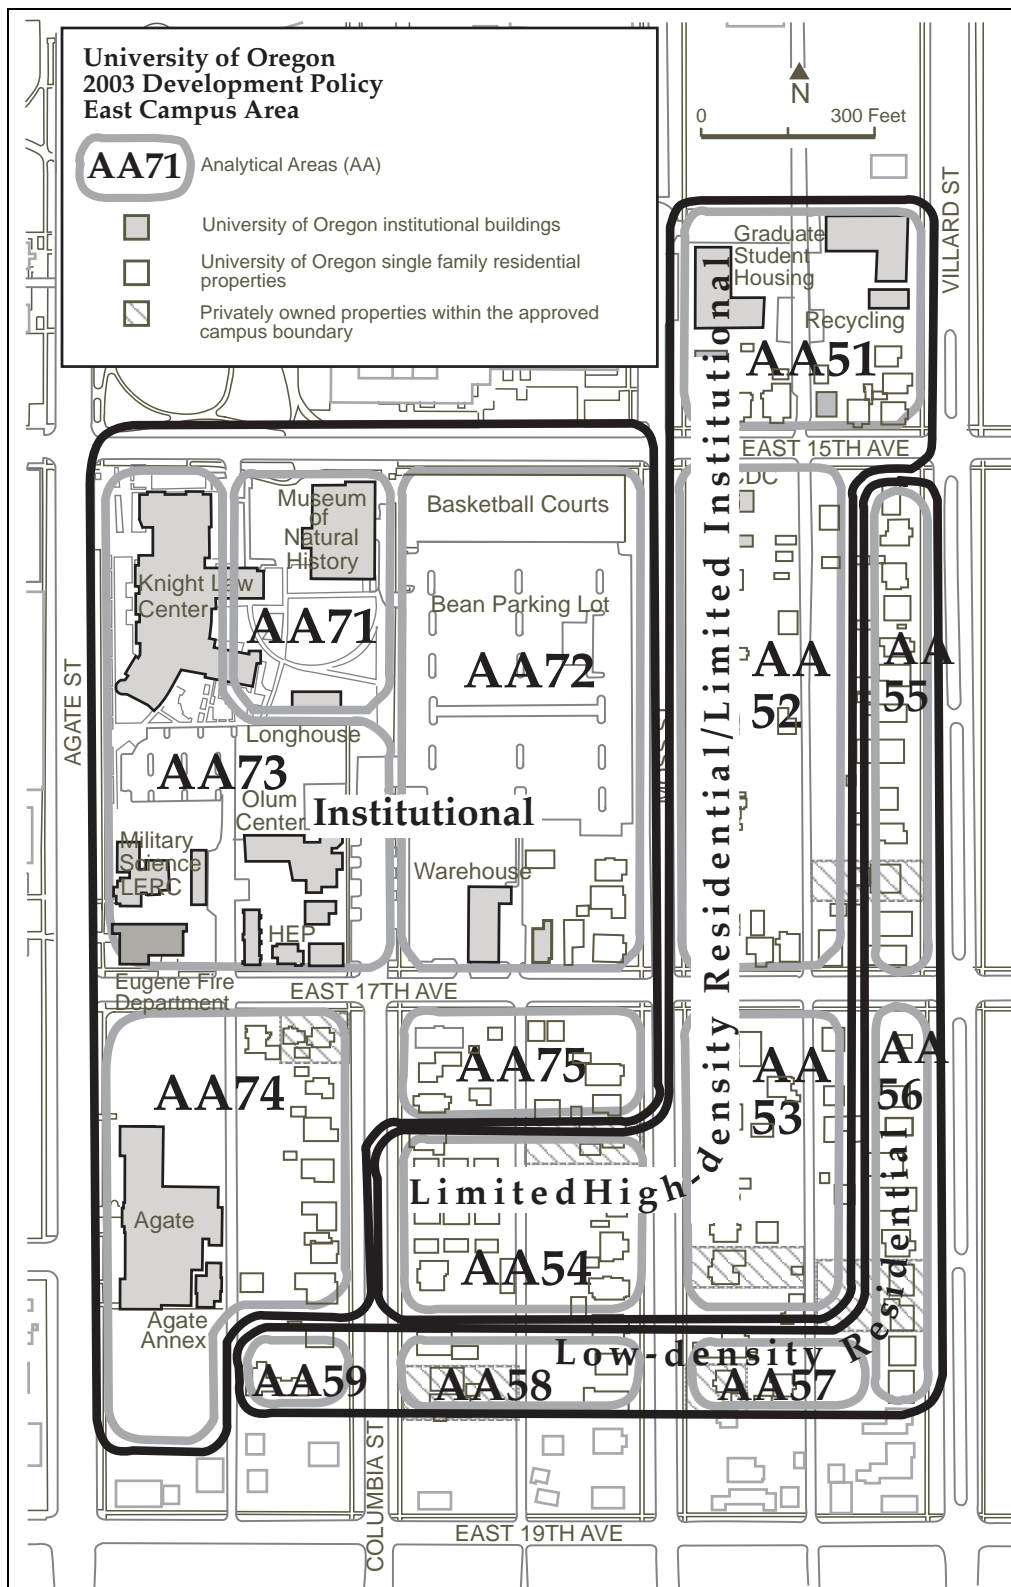 University of Oregon
2003 Development Policy
East Campus Area
AA71
Analytical Areas (AA)
University of Oregon institutional buildings
University of Oregon single family residential
properties
Privately owned properties within the approved
campus boundary
N
0
300 Feet
VILLARD ST
Graduate
Student
Housing
Recycling
AA51
EAST 15TH AVE
CDC
Museum
of
Natural
History
Basketball Courts
Knight Law
Center
Bean Parking Lot
AA71
AA72
AA
52
AA
55
AGATE ST
Longhouse
AA73
Olum
Center
Institutional
High-density Residential/Limited Institutional
Military
Science
LERC
Warehouse
HEP
Eugene Fire
Department
EAST 17TH AVE
AA74
AA75
AA
53
AA
56
Limited
Agate
AA54
Agate
Annex
Low-density Residential
AA59
AA58
AA57
COLUMBIA ST
EAST 19TH AVE